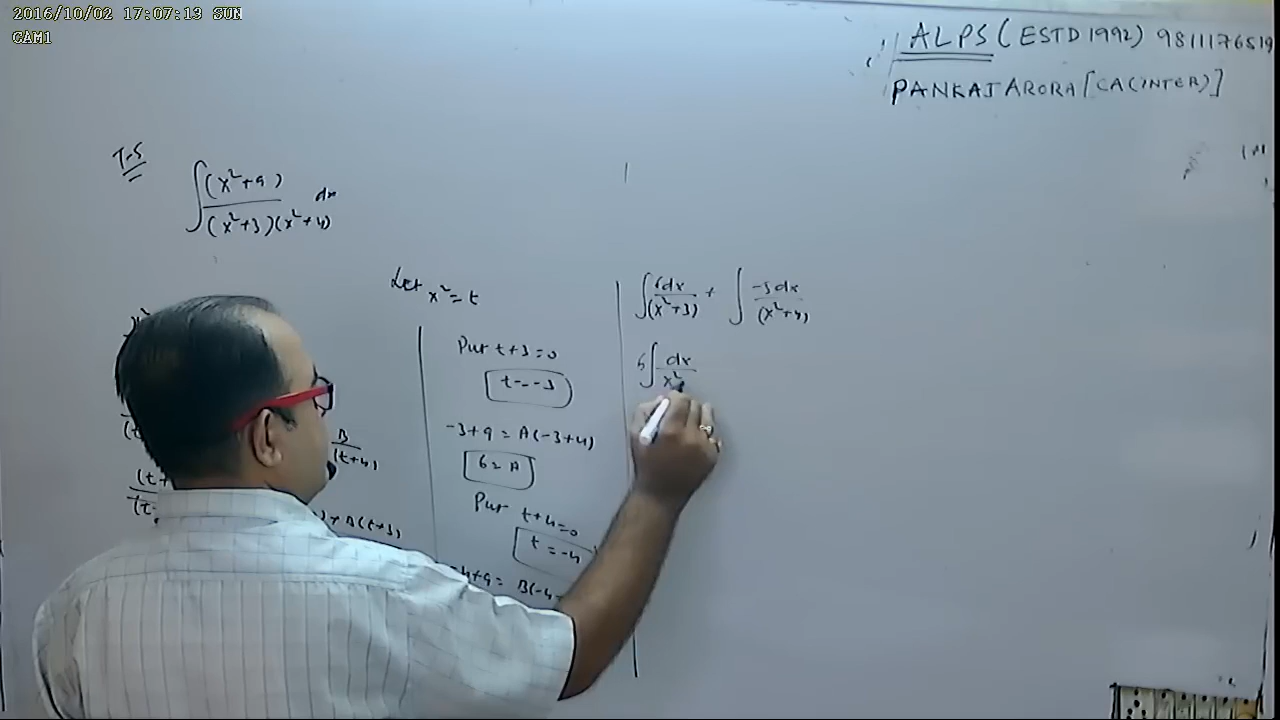 2016/10/02 17:07:13 SUN
CAM1
ALPS (ESTD 1992) 9811176519
PANKAJ ARORA [CA(INTER)]
T-5
∫ (x²+9) / (x²+3)(x²+4) dx
Let x² = t
B / (t+4)
B(t+3)
Put t+3=0
t=-3
-3+9 = A(-3+4)
6 = A
Put t+4=0
t = -4
-4+9 = B(-4
∫ 6dx / (x²+3) + ∫ -5dx / (x²+4)
6∫ dx / x²